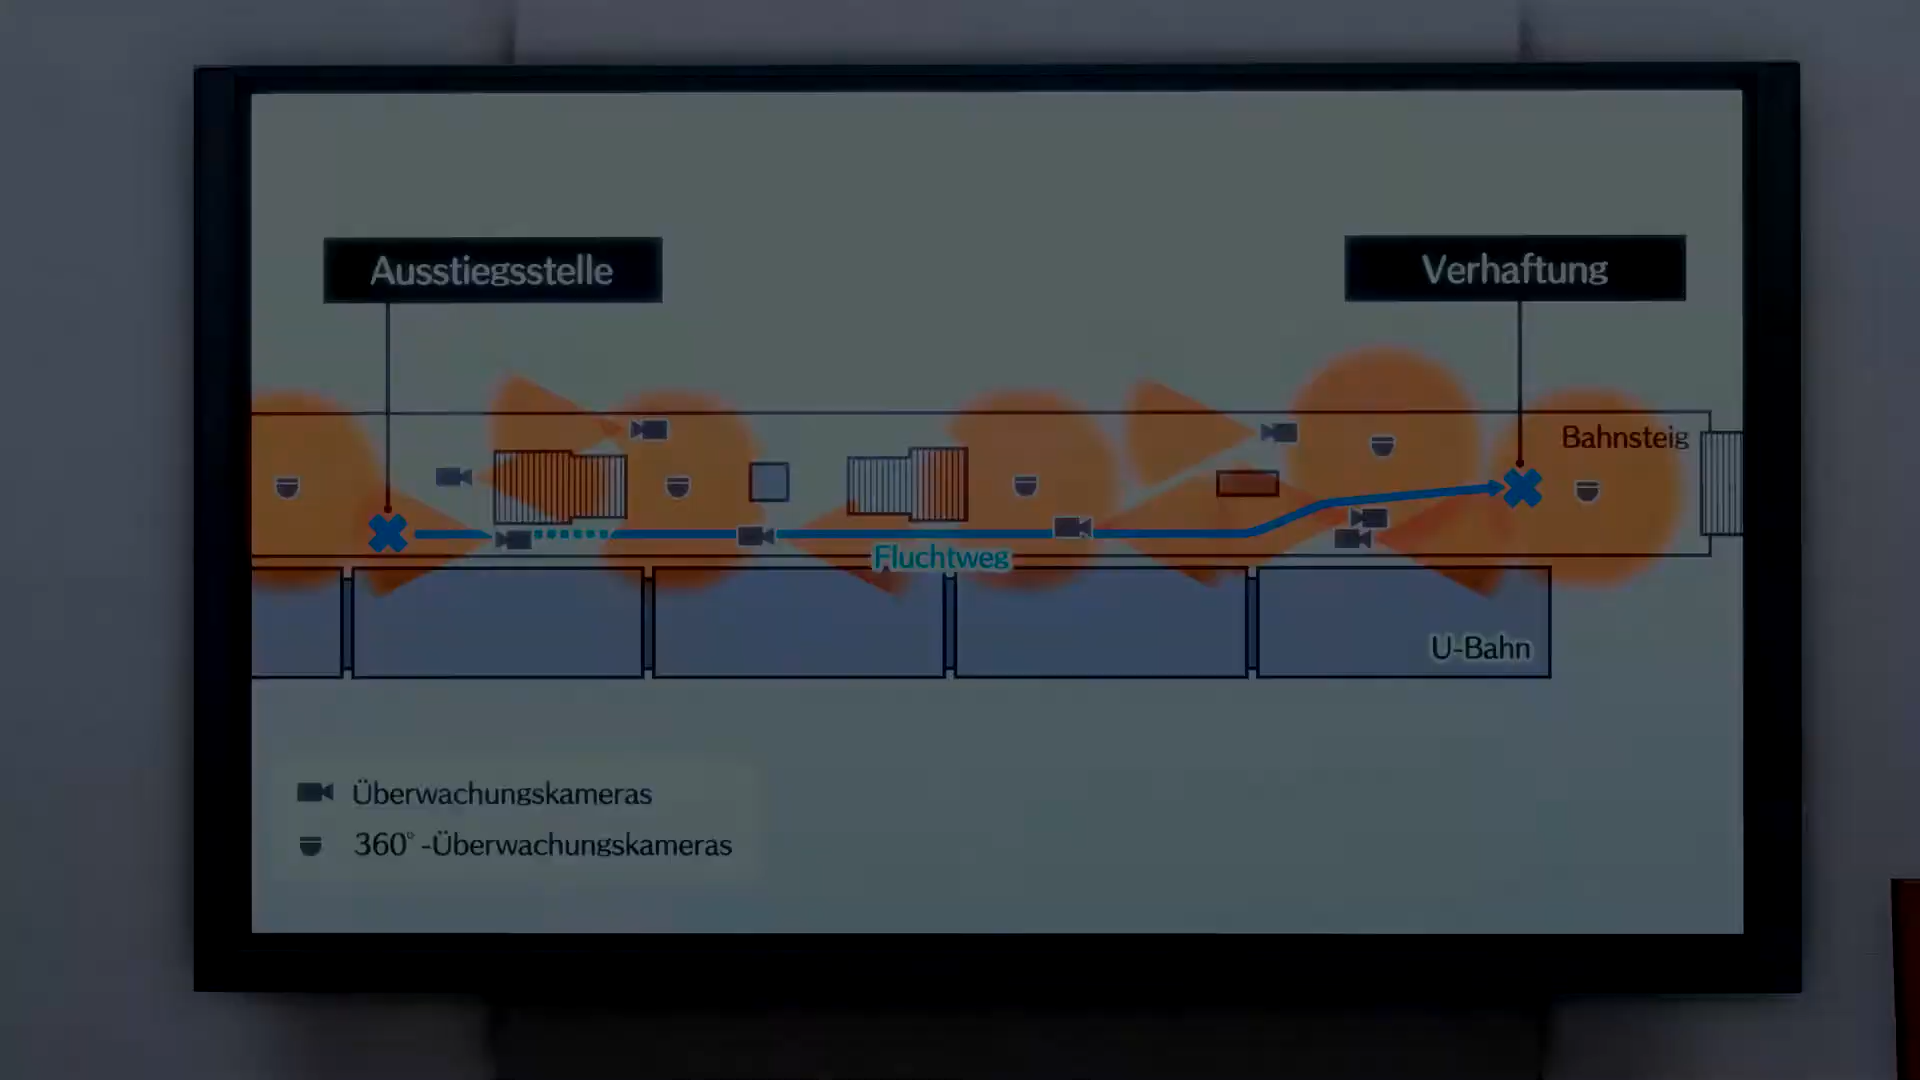 Ausstiegsstelle
Verhaftung
Bahnsteig
Fluchtweg
U-Bahn
Überwachungskameras
360°-Überwachungskameras